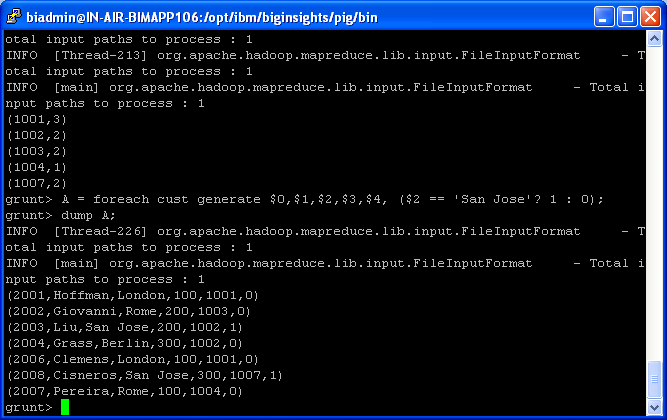 biadmin@IN-AIR-BIMAPP106:/opt/ibm/biginsights/pig/bin
otal input paths to process : 1
INFO  [Thread-213] org.apache.hadoop.mapreduce.lib.input.FileInputFormat     - T
otal input paths to process : 1
INFO  [main] org.apache.hadoop.mapreduce.lib.input.FileInputFormat     - Total i
nput paths to process : 1
(1001,3)
(1002,2)
(1003,2)
(1004,1)
(1007,2)
grunt> A = foreach cust generate $0,$1,$2,$3,$4, ($2 == 'San Jose'? 1 : 0);
grunt> dump A;
INFO  [Thread-226] org.apache.hadoop.mapreduce.lib.input.FileInputFormat     - T
otal input paths to process : 1
INFO  [main] org.apache.hadoop.mapreduce.lib.input.FileInputFormat     - Total i
nput paths to process : 1
(2001,Hoffman,London,100,1001,0)
(2002,Giovanni,Rome,200,1003,0)
(2003,Liu,San Jose,200,1002,1)
(2004,Grass,Berlin,300,1002,0)
(2006,Clemens,London,100,1001,0)
(2008,Cisneros,San Jose,300,1007,1)
(2007,Pereira,Rome,100,1004,0)
grunt>